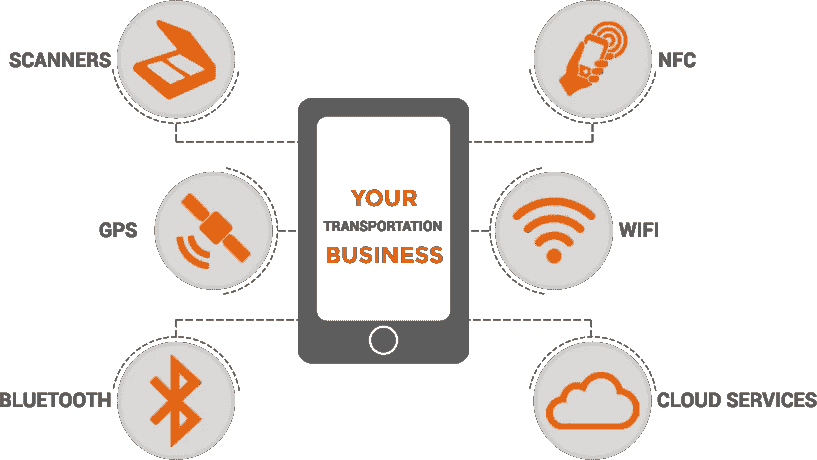 SCANNERS
NFC
YOUR
TRANSPORTATION
BUSINESS
GPS
WIFI
BLUETOOTH
CLOUD SERVICES